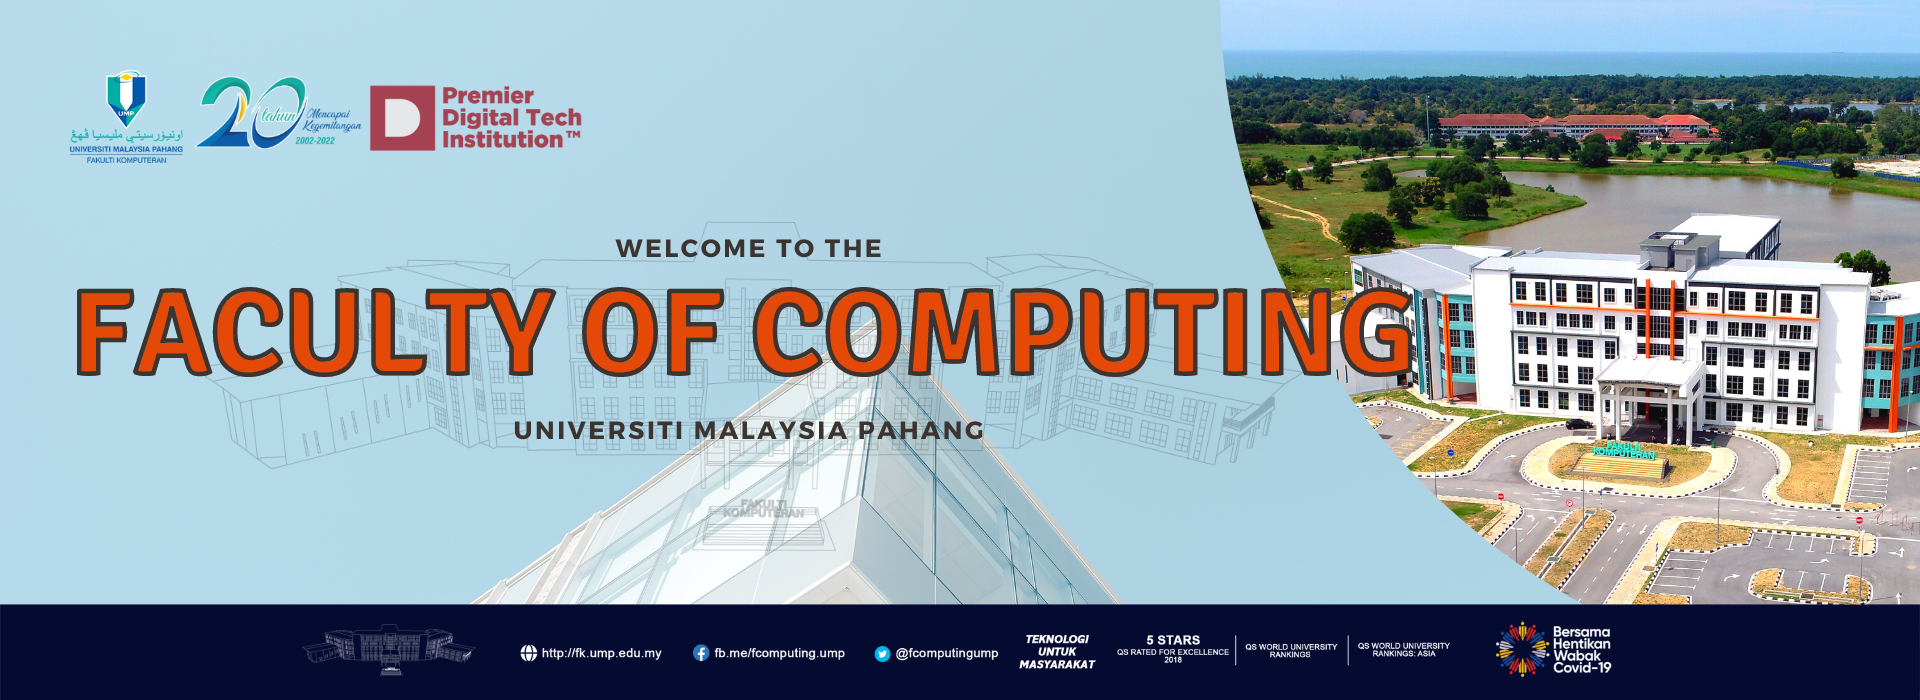 UMP
اونيۏرسيتي مليسيا ڤهڠ
UNIVERSITI MALAYSIA PAHANG
FAKULTI KOMPUTERAN
20 tahun
Mencapai
Kegemilangan
2002-2022
D
Premier
Digital Tech
Institution™
WELCOME TO THE
FACULTY OF COMPUTING
UNIVERSITI MALAYSIA PAHANG
FAKULTI
KOMPUTERAN
FAKULTI
KOMPUTERAN
http://fk.ump.edu.my
fb.me/fcomputing.ump
@fcomputingump
TEKNOLOGI
UNTUK
MASYARAKAT
5 STARS
QS RATED FOR EXCELLENCE
2018
QS WORLD UNIVERSITY
RANKINGS
QS WORLD UNIVERSITY
RANKINGS: ASIA
Bersama
Hentikan
Wabak
Covid-19